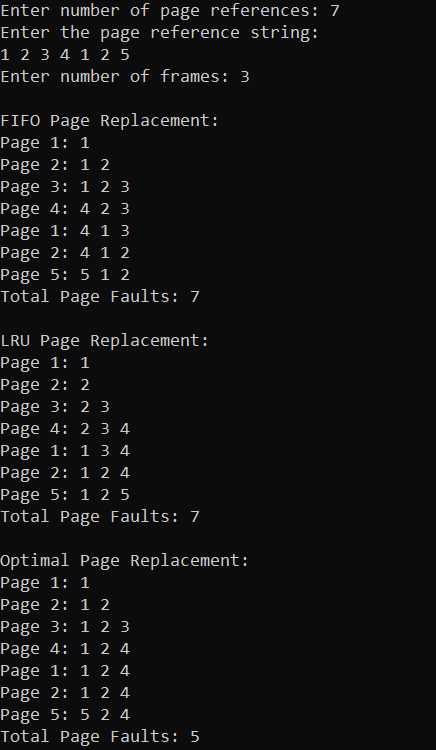 Enter number of page references: 7
Enter the page reference string:
1 2 3 4 1 2 5
Enter number of frames: 3

FIFO Page Replacement:
Page 1: 1
Page 2: 1 2
Page 3: 1 2 3
Page 4: 4 2 3
Page 1: 4 1 3
Page 2: 4 1 2
Page 5: 5 1 2
Total Page Faults: 7

LRU Page Replacement:
Page 1: 1
Page 2: 2
Page 3: 2 3
Page 4: 2 3 4
Page 1: 1 3 4
Page 2: 1 2 4
Page 5: 1 2 5
Total Page Faults: 7

Optimal Page Replacement:
Page 1: 1
Page 2: 1 2
Page 3: 1 2 3
Page 4: 1 2 4
Page 1: 1 2 4
Page 2: 1 2 4
Page 5: 5 2 4
Total Page Faults: 5